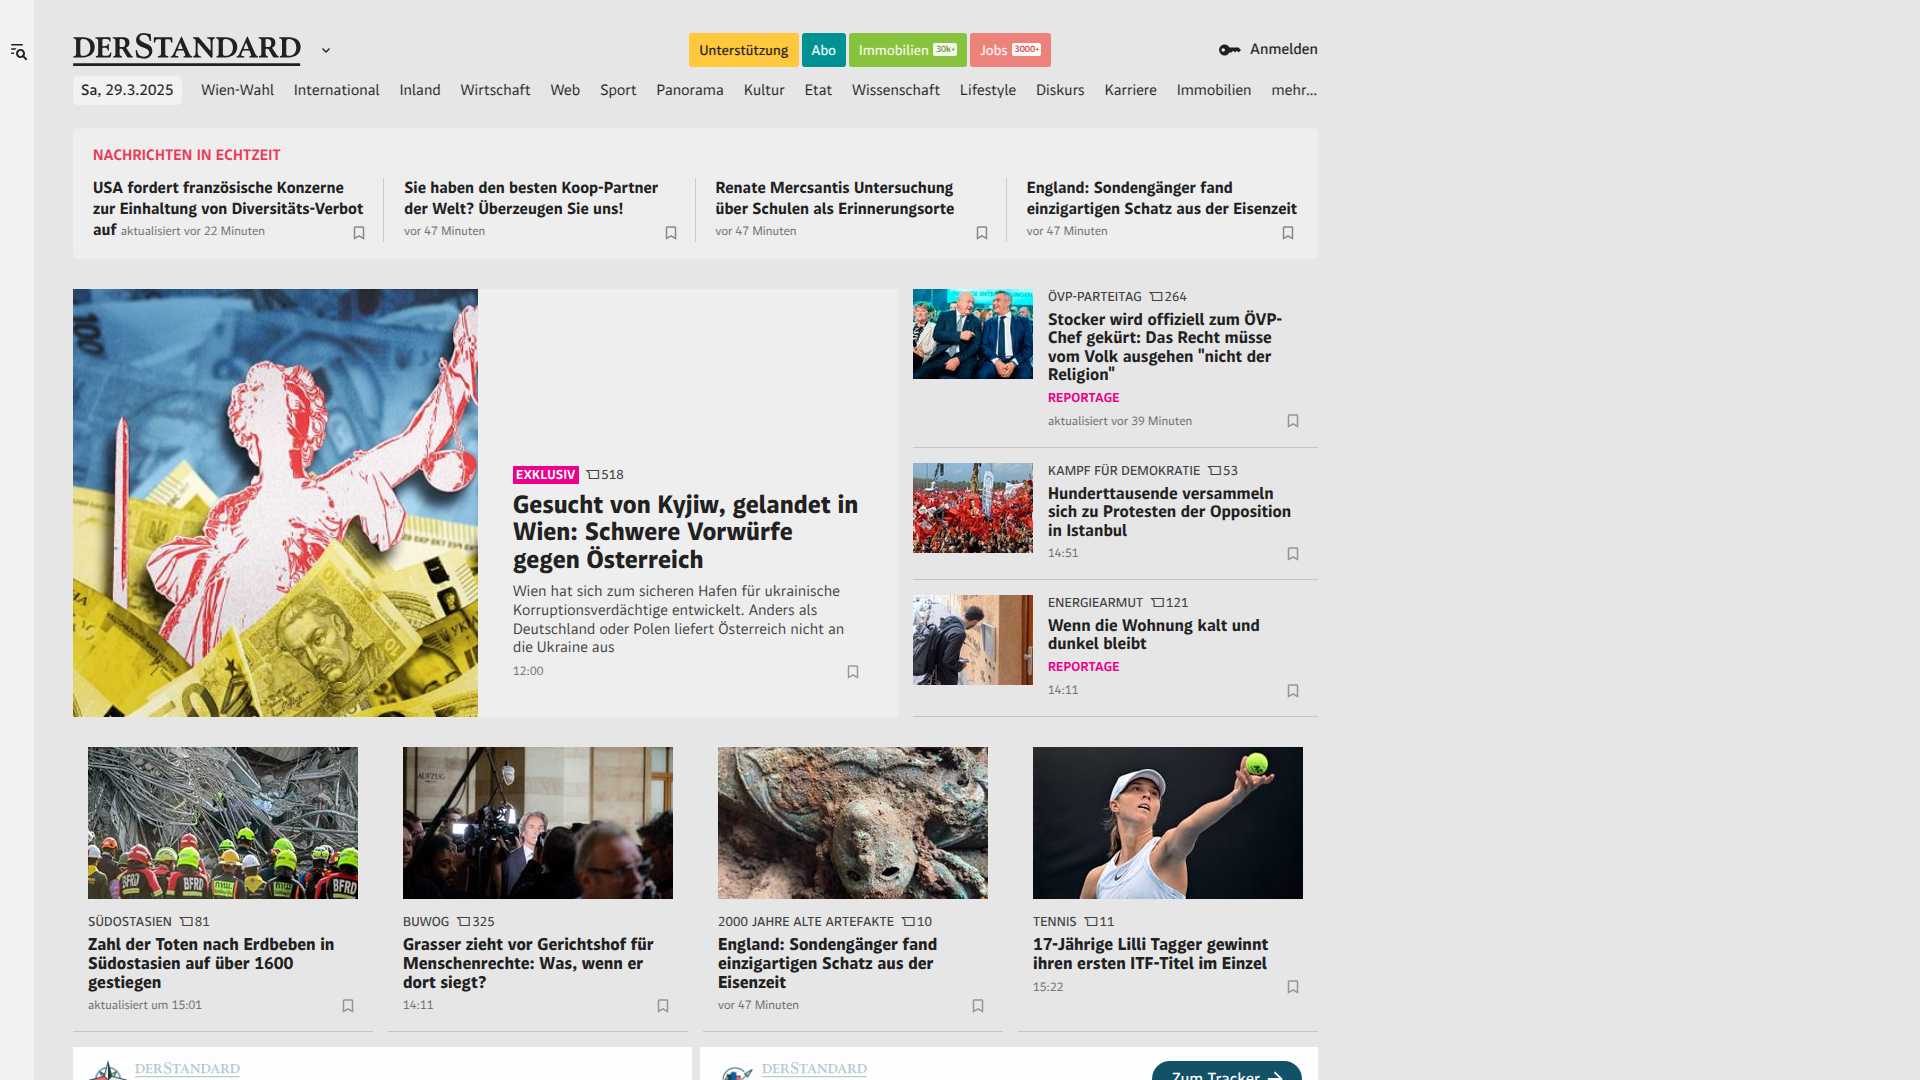 DERSTANDARD
Unterstützung
Abo
Immobilien 30k+
Jobs 3000+
Anmelden
Sa, 29.3.2025
Wien-Wahl
International
Inland
Wirtschaft
Web
Sport
Panorama
Kultur
Etat
Wissenschaft
Lifestyle
Diskurs
Karriere
Immobilien
mehr...
NACHRICHTEN IN ECHTZEIT
USA fordert französische Konzerne
zur Einhaltung von Diversitäts-Verbot
auf aktualisiert vor 22 Minuten
Sie haben den besten Koop-Partner
der Welt? Überzeugen Sie uns!
vor 47 Minuten
Renate Mercsantis Untersuchung
über Schulen als Erinnerungsorte
vor 47 Minuten
England: Sondengänger fand
einzigartigen Schatz aus der Eisenzeit
vor 47 Minuten
EXKLUSIV 518
Gesucht von Kyjiw, gelandet in
Wien: Schwere Vorwürfe
gegen Österreich
Wien hat sich zum sicheren Hafen für ukrainische
Korruptionsverdächtige entwickelt. Anders als
Deutschland oder Polen liefert Österreich nicht an
die Ukraine aus
12:00
ÖVP-PARTEITAG 264
Stocker wird offiziell zum ÖVP-
Chef gekürt: Das Recht müsse
vom Volk ausgehen "nicht der
Religion"
REPORTAGE
aktualisiert vor 39 Minuten
KAMPF FÜR DEMOKRATIE 53
Hunderttausende versammeln
sich zu Protesten der Opposition
in Istanbul
14:51
ENERGIEARMUT 121
Wenn die Wohnung kalt und
dunkel bleibt
REPORTAGE
14:11
BFRD
BFRD
BFRD
SÜDOSTASIEN 81
Zahl der Toten nach Erdbeben in
Südostasien auf über 1600
gestiegen
aktualisiert um 15:01
AUFZUG
BUWOG 325
Grasser zieht vor Gerichtshof für
Menschenrechte: Was, wenn er
dort siegt?
14:11
2000 JAHRE ALTE ARTEFAKTE 10
England: Sondengänger fand
einzigartigen Schatz aus der
Eisenzeit
vor 47 Minuten
TENNIS 11
17-Jährige Lilli Tagger gewinnt
ihren ersten ITF-Titel im Einzel
15:22
DERSTANDARD
DERSTANDARD
Zum Tracker